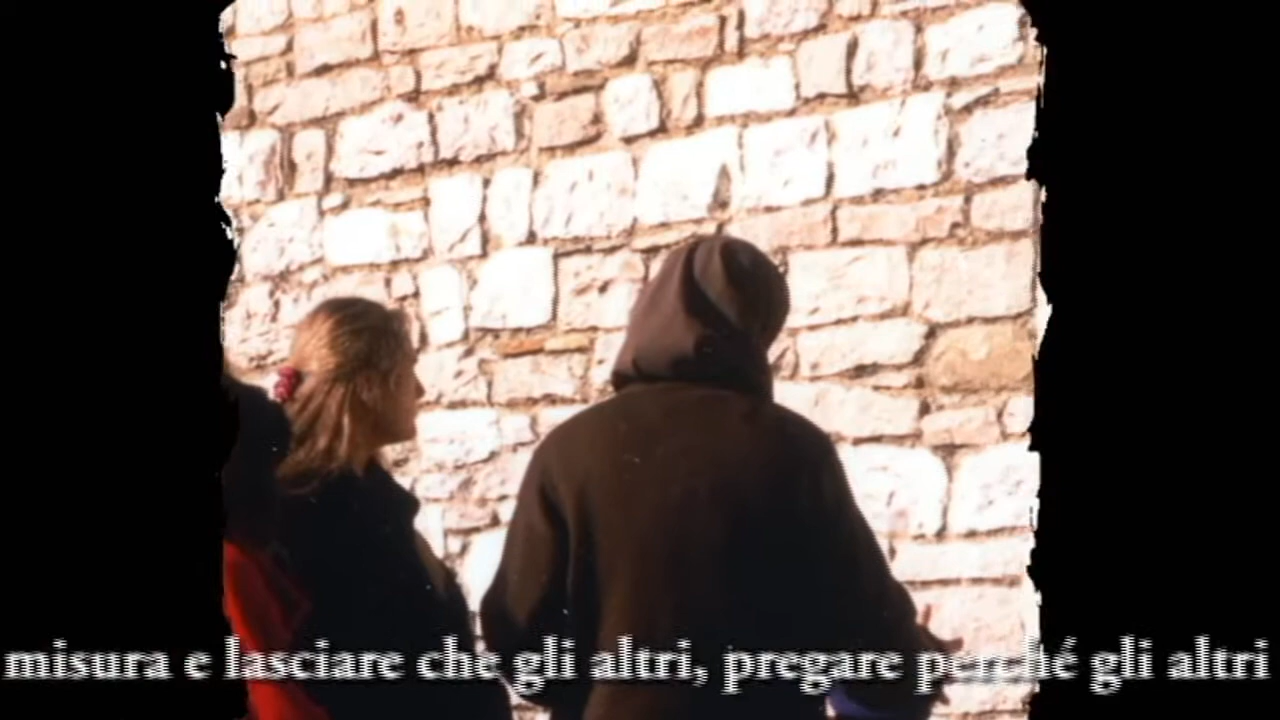 misura e lasciare che gli altri, pregare perché gli altri